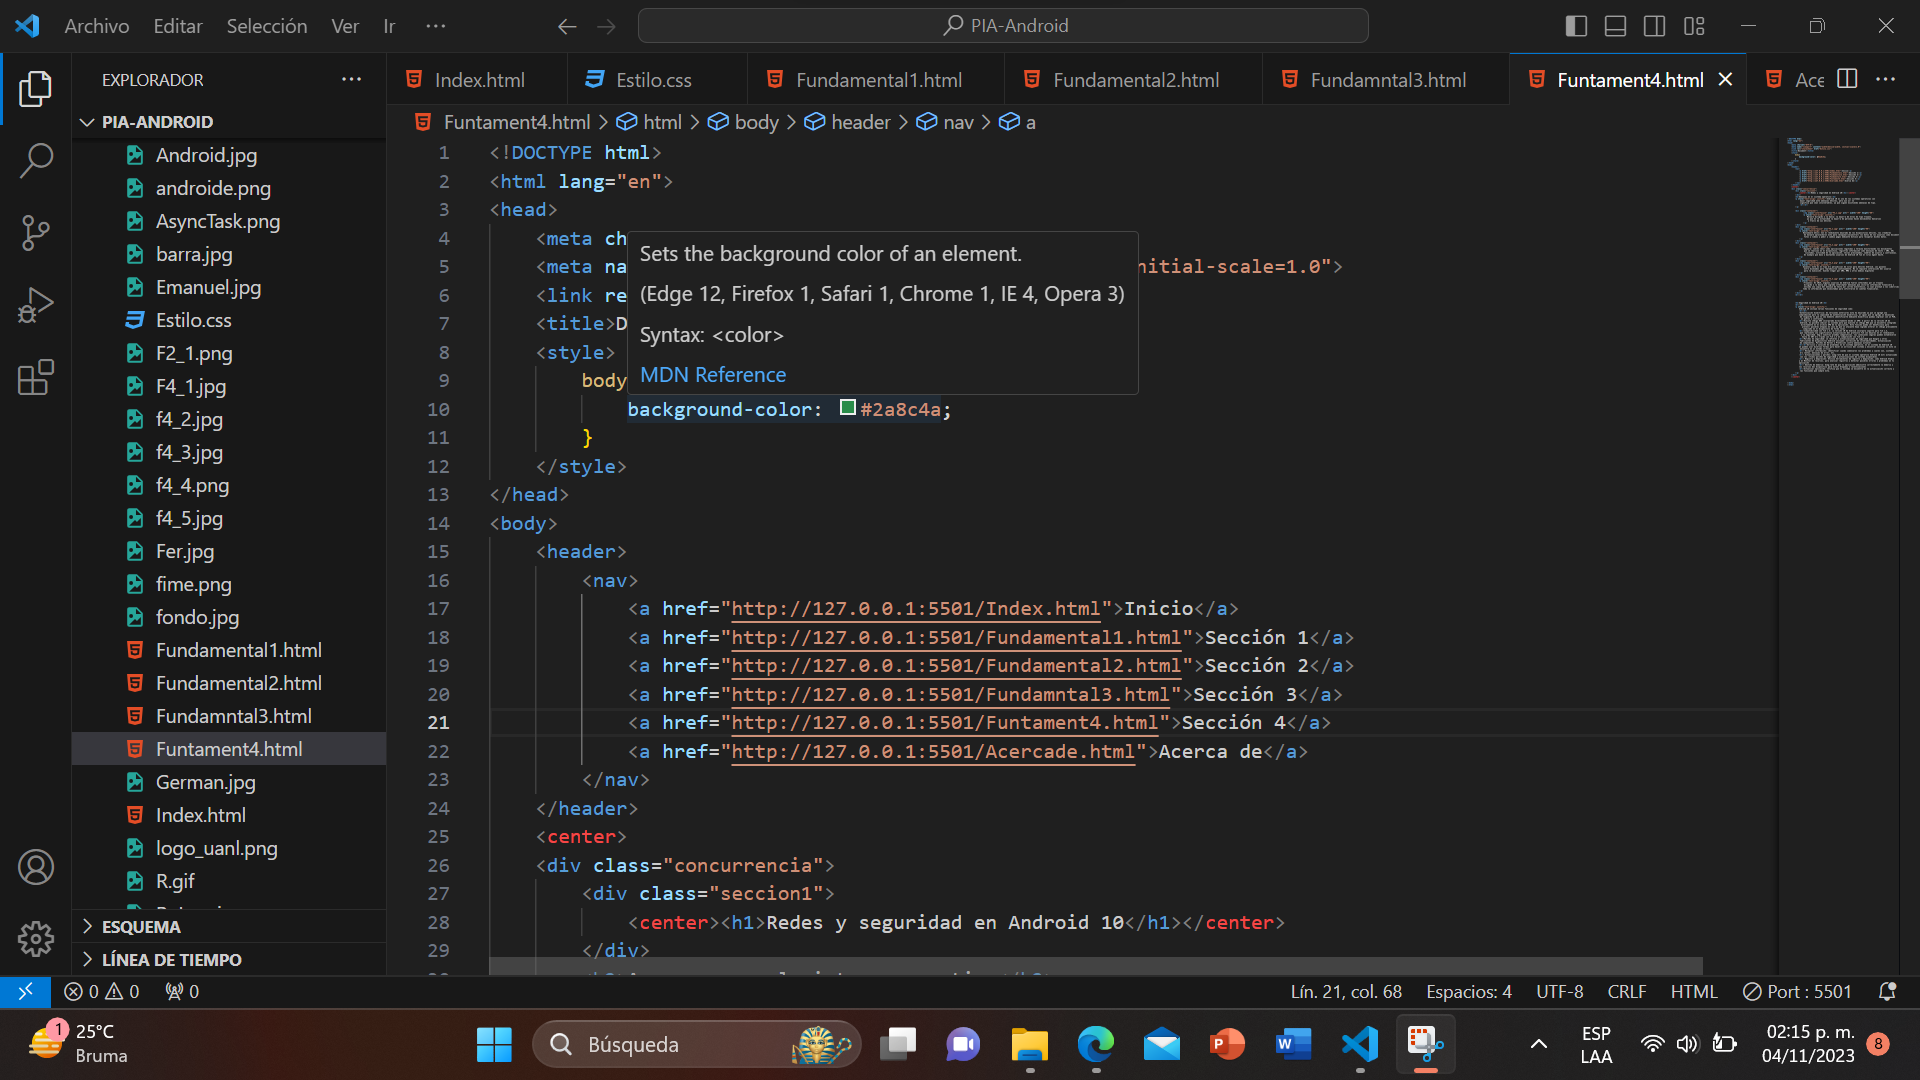 Archivo Editar Selección Ver Ir ··· PIA-Android
EXPLORADOR
Index.html Estilo.css Fundamental1.html Fundamental2.html Fundamntal3.html Funtament4.html Ace
PIA-ANDROID
Funtament4.html > html > body > header > nav > a
Android.jpg
androide.png
AsyncTask.png
barra.jpg
Emanuel.jpg
Estilo.css
F2_1.png
F4_1.jpg
f4_2.jpg
f4_3.jpg
f4_4.png
f4_5.jpg
Fer.jpg
fime.png
fondo.jpg
Fundamental1.html
Fundamental2.html
Fundamntal3.html
Funtament4.html
German.jpg
Index.html
logo_uanl.png
R.gif
ESQUEMA
LÍNEA DE TIEMPO
1 <!DOCTYPE html>
2 <html lang="en">
3 <head>
4 <meta ch
5 <meta na nitial-scale=1.0">
6 <link re
7 <title>D
8 <style>
9 body
10 background-color: #2a8c4a;
11 }
12 </style>
13 </head>
14 <body>
15 <header>
16 <nav>
17 <a href="http://127.0.0.1:5501/Index.html">Inicio</a>
18 <a href="http://127.0.0.1:5501/Fundamental1.html">Sección 1</a>
19 <a href="http://127.0.0.1:5501/Fundamental2.html">Sección 2</a>
20 <a href="http://127.0.0.1:5501/Fundamntal3.html">Sección 3</a>
21 <a href="http://127.0.0.1:5501/Funtament4.html">Sección 4</a>
22 <a href="http://127.0.0.1:5501/Acercade.html">Acerca de</a>
23 </nav>
24 </header>
25 <center>
26 <div class="concurrencia">
27 <div class="seccion1">
28 <center><h1>Redes y seguridad en Android 10</h1></center>
29 </div>
Sets the background color of an element.
(Edge 12, Firefox 1, Safari 1, Chrome 1, IE 4, Opera 3)
Syntax: <color>
MDN Reference
0 0 0 Lín. 21, col. 68 Espacios: 4 UTF-8 CRLF HTML Port : 5501
1 25°C
Bruma
Búsqueda
ESP
LAA
02:15 p. m.
04/11/2023
8